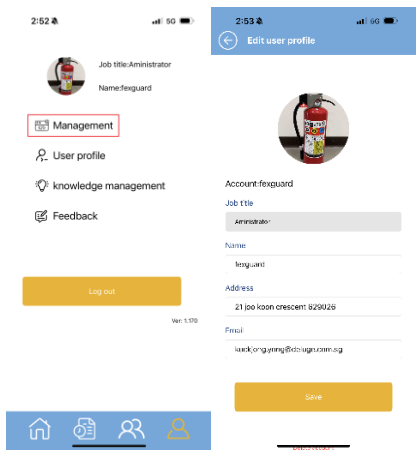 2:52
5G
Job title:Aministrator
Name:fexguard
Management
User profile
knowledge management
Feedback
Log out
Ver: 1.170
2:53
5G
Edit user profile
Account:fexguard
Job title
Aministrator
Name
fexguard
Address
21 joo koon crescent 629026
Email
Save